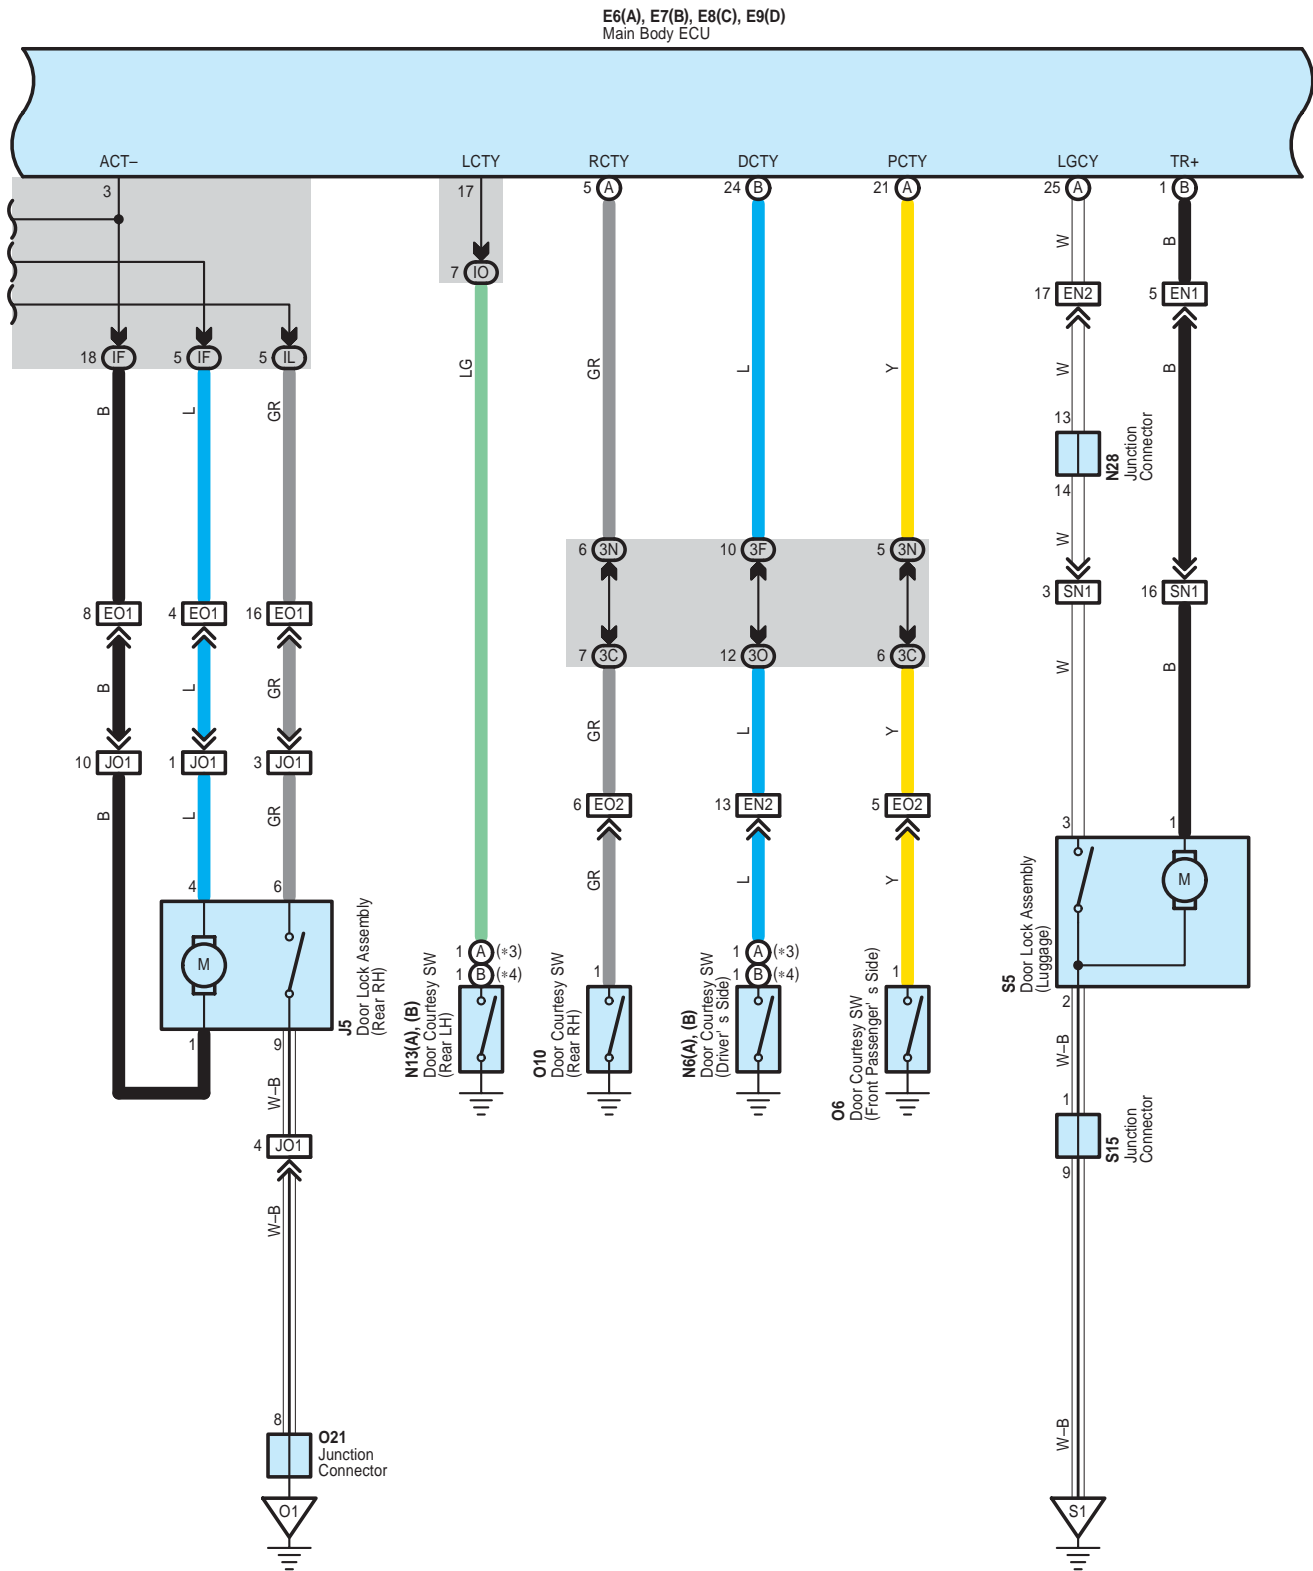 E6(A), E7(B), E8(C), E9(D)
Main Body ECU
ACT–
LCTY
RCTY
DCTY
PCTY
LGCY
TR+
3
17
5 A
24 B
21 A
25 A
1 B
7 IO
W
B
17 EN2
5 EN1
18 IF
5 IF
5 IL
LG
GR
L
Y
W
B
B
L
GR
13
N28
Junction
Connector
14
W
6 3N
10 3F
5 3N
3 SN1
16 SN1
8 EO1
4 EO1
16 EO1
7 3C
12 3O
6 3C
W
B
B
L
GR
GR
L
Y
10 JO1
1 JO1
3 JO1
6 EO2
13 EN2
5 EO2
B
L
GR
3
1
GR
L
Y
4
6
M
M
J5
Door Lock Assembly
(Rear RH)
1 A (*3)
1 B (*4)
N13(A), (B)
Door Courtesy SW
(Rear LH)
1
O10
Door Courtesy SW
(Rear RH)
1 A (*3)
1 B (*4)
N6(A), (B)
Door Courtesy SW
(Driver' s Side)
1
O6
Door Courtesy SW
(Front Passenger' s Side)
S5
Door Lock Assembly
(Luggage)
2
1
9
W–B
W–B
1
S15
Junction
Connector
9
4 JO1
W–B
8
O21
Junction
Connector
W–B
O1
S1